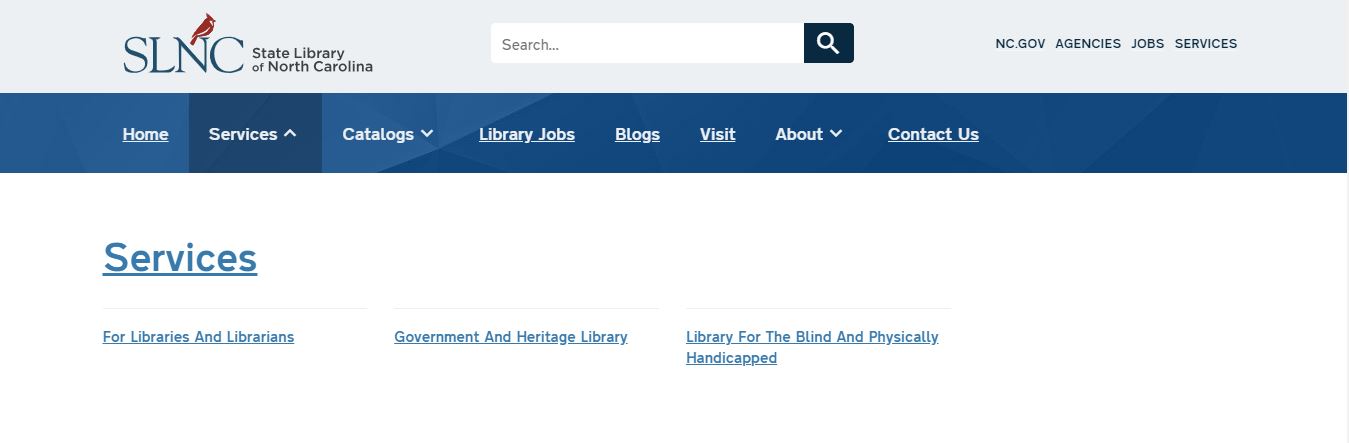 SLNC State Library
of North Carolina
Search...
NC.GOV AGENCIES JOBS SERVICES
Home Services Catalogs Library Jobs Blogs Visit About Contact Us
Services
For Libraries And Librarians
Government And Heritage Library
Library For The Blind And Physically
Handicapped